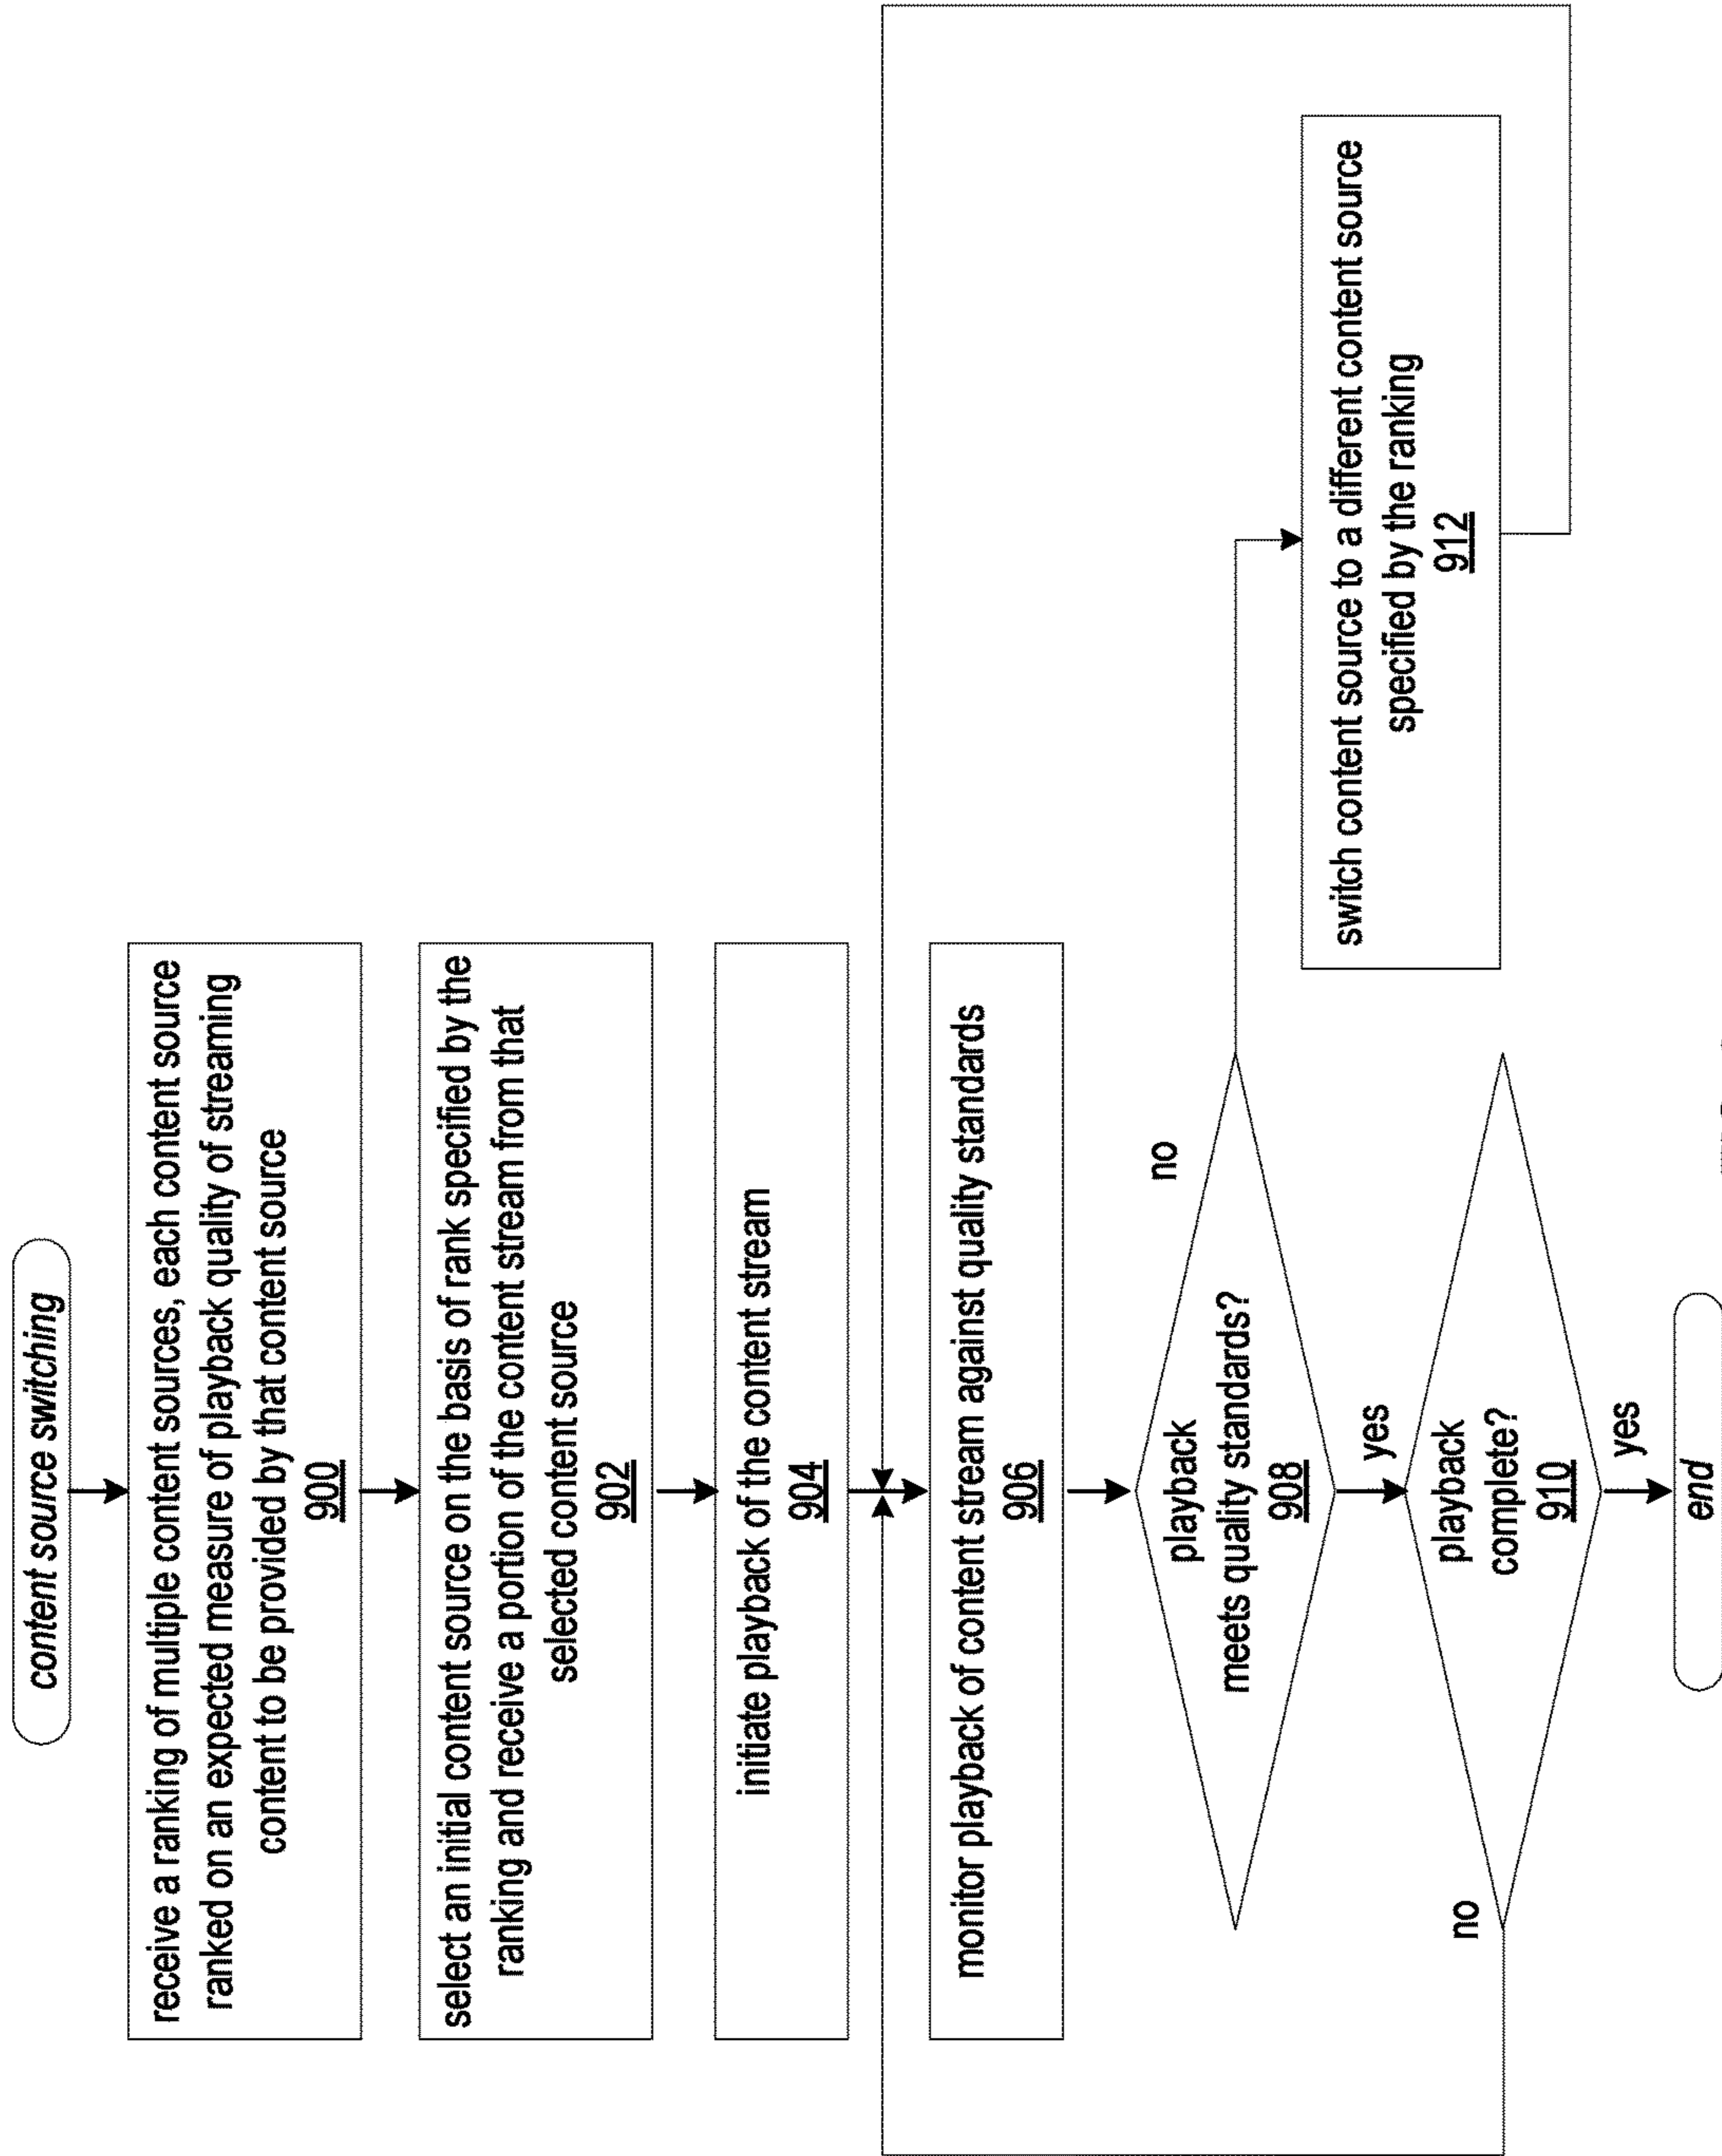 content source switching
receive a ranking of multiple content sources, each content source
ranked on an expected measure of playback quality of streaming
content to be provided by that content source
900
select an initial content source on the basis of rank specified by the
ranking and receive a portion of the content stream from that
selected content source
902
initiate playback of the content stream
904
monitor playback of content stream against quality standards
906
playback
meets quality standards?
908
no
yes
switch content source to a different content source
specified by the ranking
912
playback
complete?
910
no
yes
end